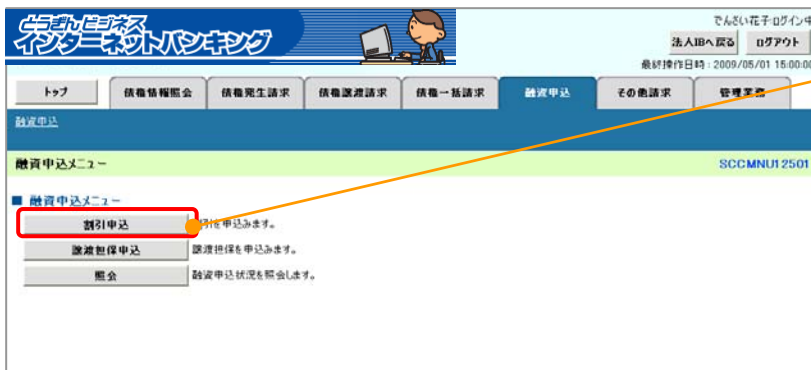 とうぎんビジネス
インターネットバンキング
でんさい花子:ログイン中
法人IBへ戻る ログアウト
最終操作日時:2009/05/01 15:00:00
トップ 債権情報照会 債権発生請求 債権譲渡請求 債権一括請求 融資申込 その他請求 管理業務
融資申込
融資申込メニュー SCCMNU12501
■ 融資申込メニュー
割引申込 割引を申込みます。
譲渡担保申込 譲渡担保を申込みます。
照会 融資申込状況を照会します。